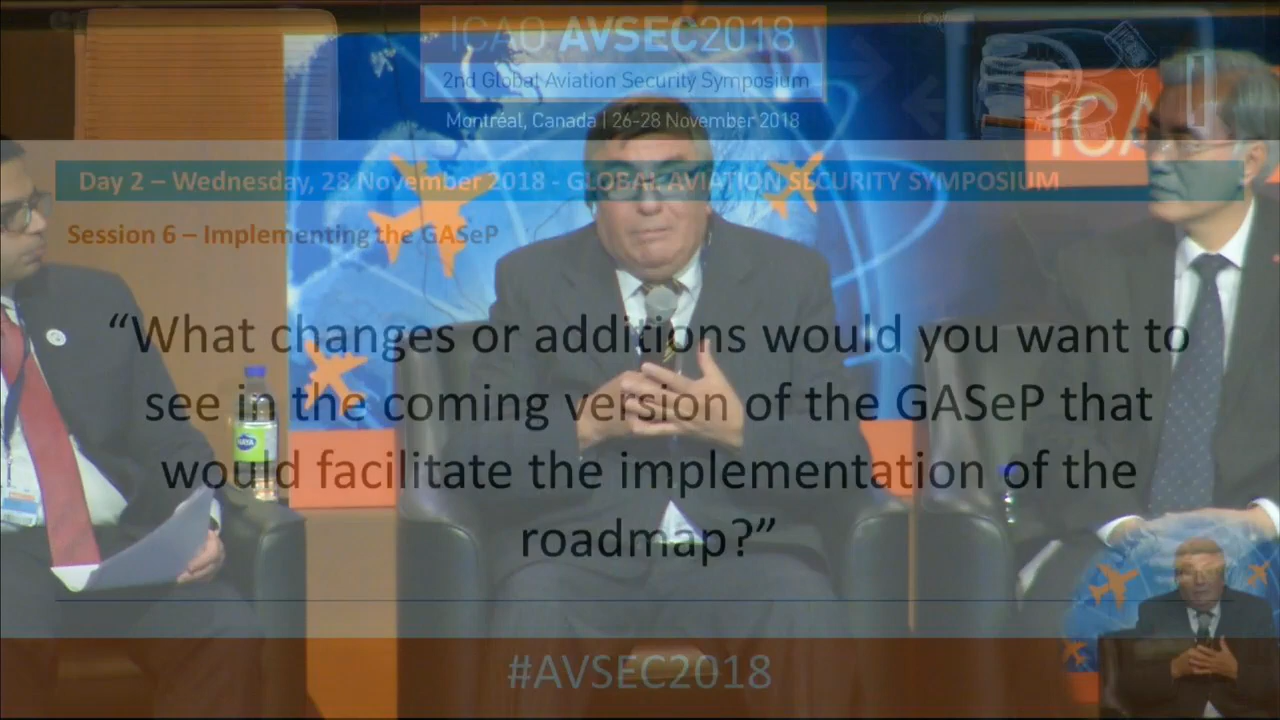 ICAO AVSEC2018
2nd Global Aviation Security Symposium
Montréal, Canada | 26-28 November 2018
ICA
Day 2 – Wednesday, 28 November 2018 - GLOBAL AVIATION SECURITY SYMPOSIUM
Session 6 – Implementing the GASeP
“What changes or additions would you want to
see in the coming version of the GASeP that
would facilitate the implementation of the
roadmap?”
NAYA
#AVSEC2018